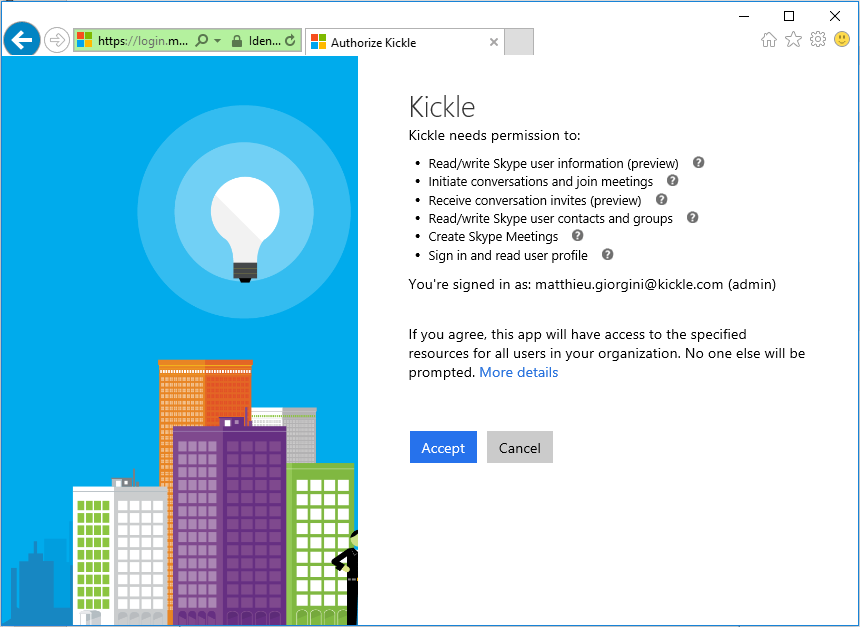 https://login.m...
Iden...
Authorize Kickle
Kickle
Kickle needs permission to:
• Read/write Skype user information (preview)
• Initiate conversations and join meetings
• Receive conversation invites (preview)
• Read/write Skype user contacts and groups
• Create Skype Meetings
• Sign in and read user profile
You're signed in as: matthieu.giorgini@kickle.com (admin)
If you agree, this app will have access to the specified
resources for all users in your organization. No one else will be
prompted. More details
Accept
Cancel